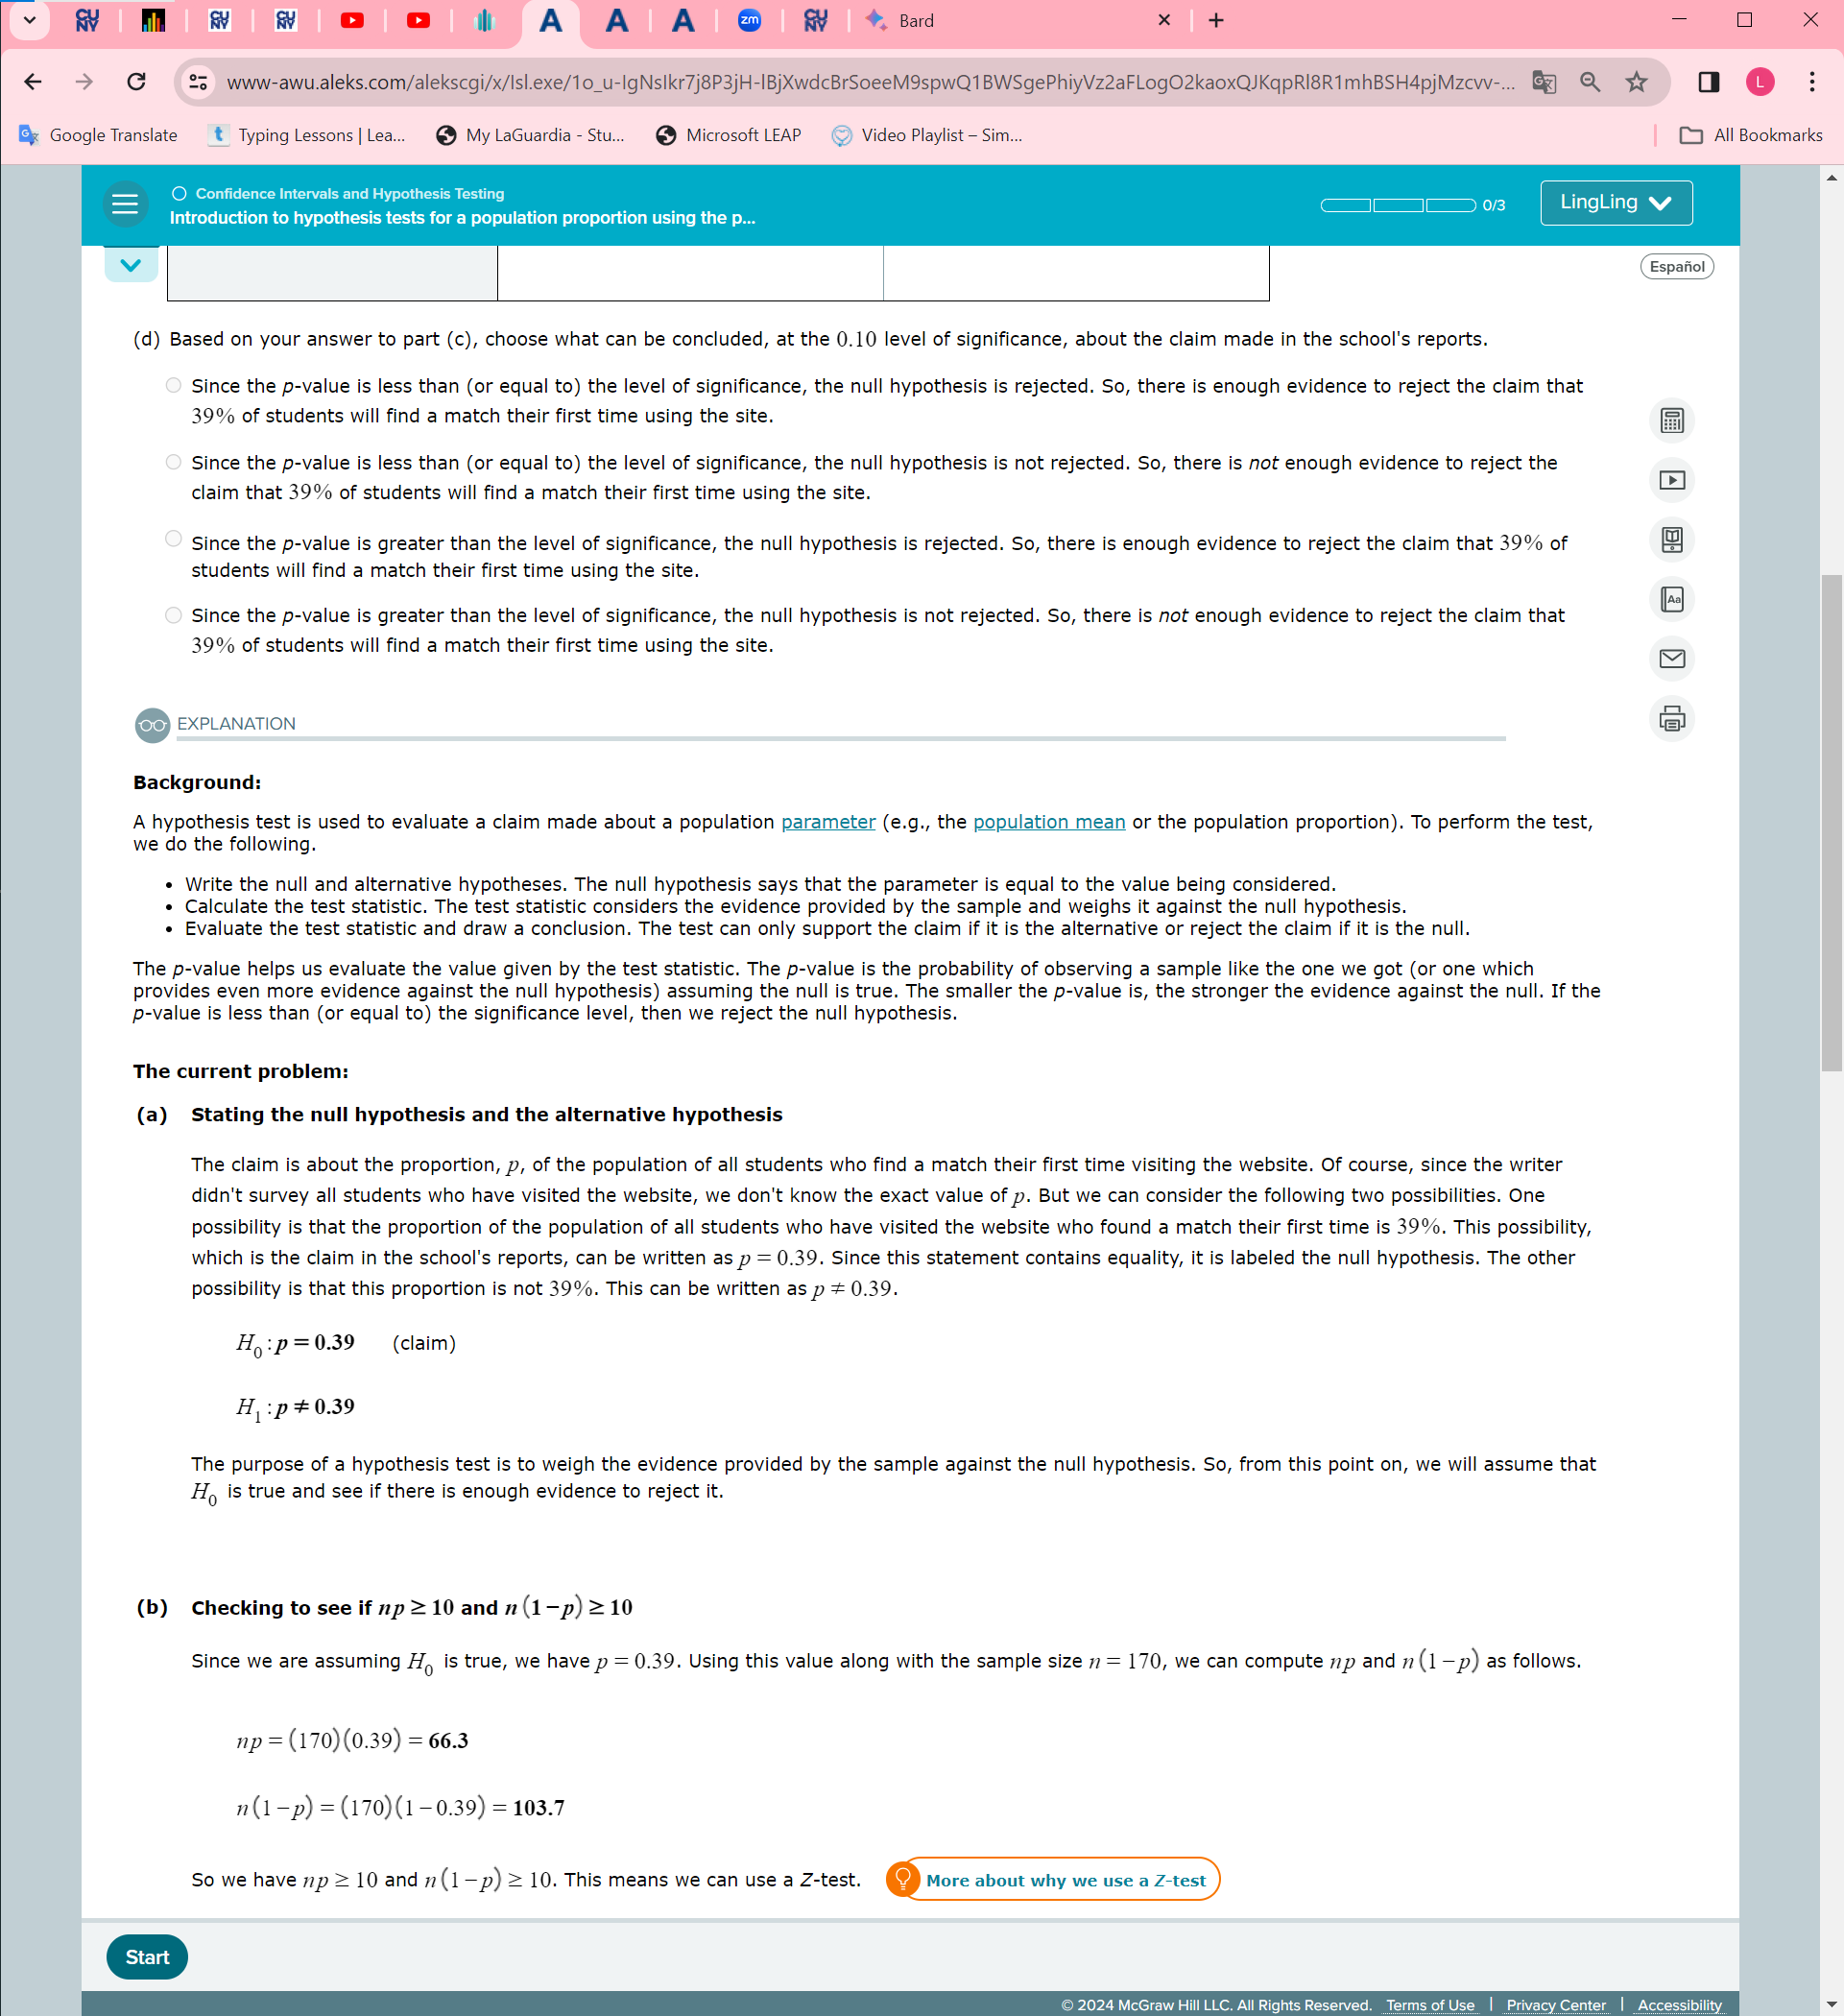 Bard
www-awu.aleks.com/alekscgi/x/Isl.exe/1o_u-IgNsIkr7j8P3jH-IBjXwdcBrSoeeM9spwQ1BWSgePhiyVz2aFLogO2kaoxQJKqpRI8R1mhBSH4pjMzcvv-...
Google Translate
Typing Lessons | Lea...
My LaGuardia - Stu...
Microsoft LEAP
Video Playlist – Sim...
All Bookmarks
Confidence Intervals and Hypothesis Testing
Introduction to hypothesis tests for a population proportion using the p...
0/3
LingLing
Español
(d) Based on your answer to part (c), choose what can be concluded, at the 0.10 level of significance, about the claim made in the school's reports.
Since the p-value is less than (or equal to) the level of significance, the null hypothesis is rejected. So, there is enough evidence to reject the claim that
39% of students will find a match their first time using the site.
Since the p-value is less than (or equal to) the level of significance, the null hypothesis is not rejected. So, there is not enough evidence to reject the
claim that 39% of students will find a match their first time using the site.
Since the p-value is greater than the level of significance, the null hypothesis is rejected. So, there is enough evidence to reject the claim that 39% of
students will find a match their first time using the site.
Since the p-value is greater than the level of significance, the null hypothesis is not rejected. So, there is not enough evidence to reject the claim that
39% of students will find a match their first time using the site.
EXPLANATION
Background:
A hypothesis test is used to evaluate a claim made about a population parameter (e.g., the population mean or the population proportion). To perform the test,
we do the following.
• Write the null and alternative hypotheses. The null hypothesis says that the parameter is equal to the value being considered.
• Calculate the test statistic. The test statistic considers the evidence provided by the sample and weighs it against the null hypothesis.
• Evaluate the test statistic and draw a conclusion. The test can only support the claim if it is the alternative or reject the claim if it is the null.
The p-value helps us evaluate the value given by the test statistic. The p-value is the probability of observing a sample like the one we got (or one which
provides even more evidence against the null hypothesis) assuming the null is true. The smaller the p-value is, the stronger the evidence against the null. If the
p-value is less than (or equal to) the significance level, then we reject the null hypothesis.
The current problem:
(a) Stating the null hypothesis and the alternative hypothesis
The claim is about the proportion, p, of the population of all students who find a match their first time visiting the website. Of course, since the writer
didn't survey all students who have visited the website, we don't know the exact value of p. But we can consider the following two possibilities. One
possibility is that the proportion of the population of all students who have visited the website who found a match their first time is 39%. This possibility,
which is the claim in the school's reports, can be written as p = 0.39. Since this statement contains equality, it is labeled the null hypothesis. The other
possibility is that this proportion is not 39%. This can be written as p ≠ 0.39.
H₀ : p = 0.39 (claim)
H₁ : p ≠ 0.39
The purpose of a hypothesis test is to weigh the evidence provided by the sample against the null hypothesis. So, from this point on, we will assume that
H₀ is true and see if there is enough evidence to reject it.
(b) Checking to see if np ≥ 10 and n(1−p) ≥ 10
Since we are assuming H₀ is true, we have p = 0.39. Using this value along with the sample size n = 170, we can compute np and n(1−p) as follows.
np = (170)(0.39) = 66.3
n(1−p) = (170)(1−0.39) = 103.7
So we have np ≥ 10 and n(1−p) ≥ 10. This means we can use a Z-test.
More about why we use a Z-test
Start
© 2024 McGraw Hill LLC. All Rights Reserved. Terms of Use | Privacy Center | Accessibility